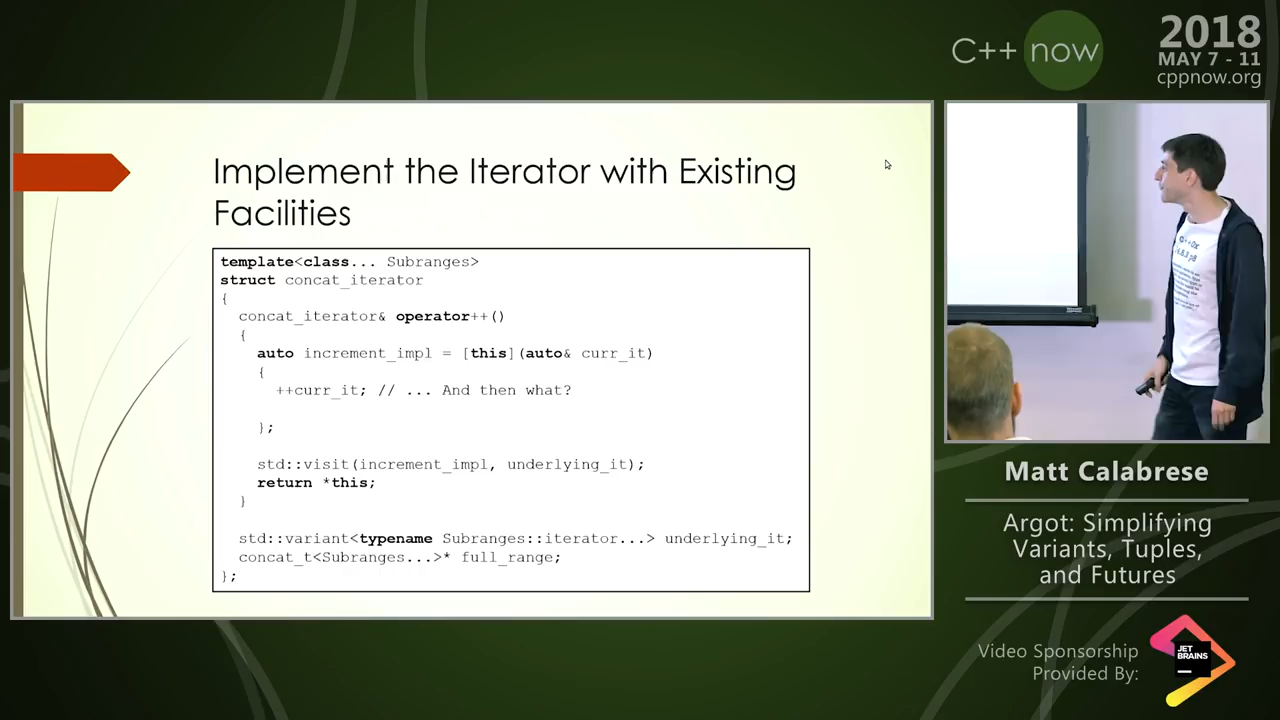 C++ now
2018
MAY 7 - 11
cppnow.org
Implement the Iterator with Existing
Facilities
template<class... Subranges>
struct concat_iterator
{
concat_iterator& operator++()
{
auto increment_impl = [this](auto& curr_it)
{
++curr_it; // ... And then what?
};
std::visit(increment_impl, underlying_it);
return *this;
}
std::variant<typename Subranges::iterator...> underlying_it;
concat_t<Subranges...>* full_range;
};
Matt Calabrese
Argot: Simplifying
Variants, Tuples,
and Futures
Video Sponsorship
Provided By:
JET
BRAINS